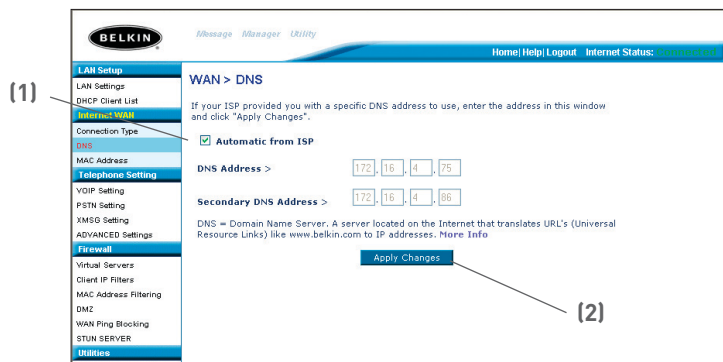 BELKIN
Message Manager Utility
Home| Help| Logout Internet Status:
LAN Setup
LAN Settings
DHCP Client List
Internet WAN
Connection Type
DNS
MAC Address
Telephone Setting
VOIP Setting
PSTN Setting
XMSG Setting
ADVANCED Settings
Firewall
Virtual Servers
Client IP Filters
MAC Address Filtering
DMZ
WAN Ping Blocking
STUN SERVER
Utilities
(1)
WAN > DNS
If your ISP provided you with a specific DNS address to use, enter the address in this window
and click "Apply Changes".
Automatic from ISP
DNS Address > 172 . 16 . 4 . 75
Secondary DNS Address > 172 . 16 . 4 . 86
DNS = Domain Name Server. A server located on the Internet that translates URL's (Universal
Resource Links) like www.belkin.com to IP addresses. More Info
Apply Changes
(2)